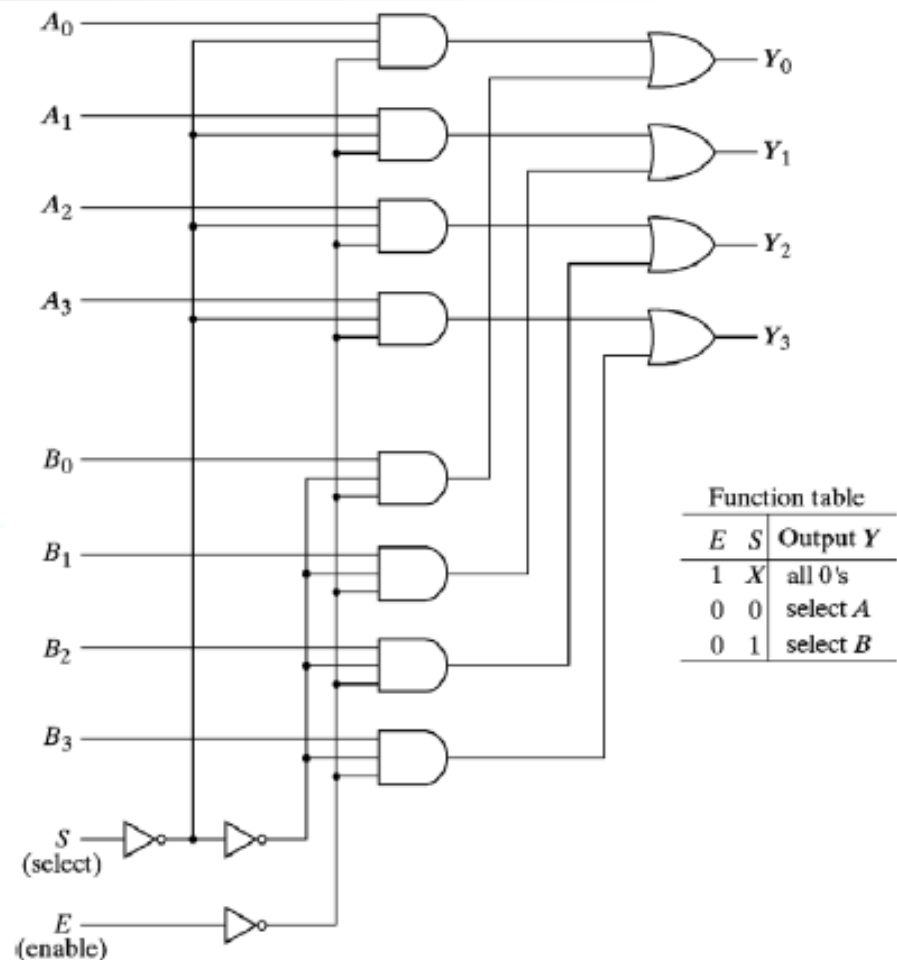 A0
Y0
A1
Y1
A2
Y2
A3
Y3
B0
B1
B2
B3
S
(select)
E
(enable)
Function table
E S Output Y
1 X all 0's
0 0 select A
0 1 select B